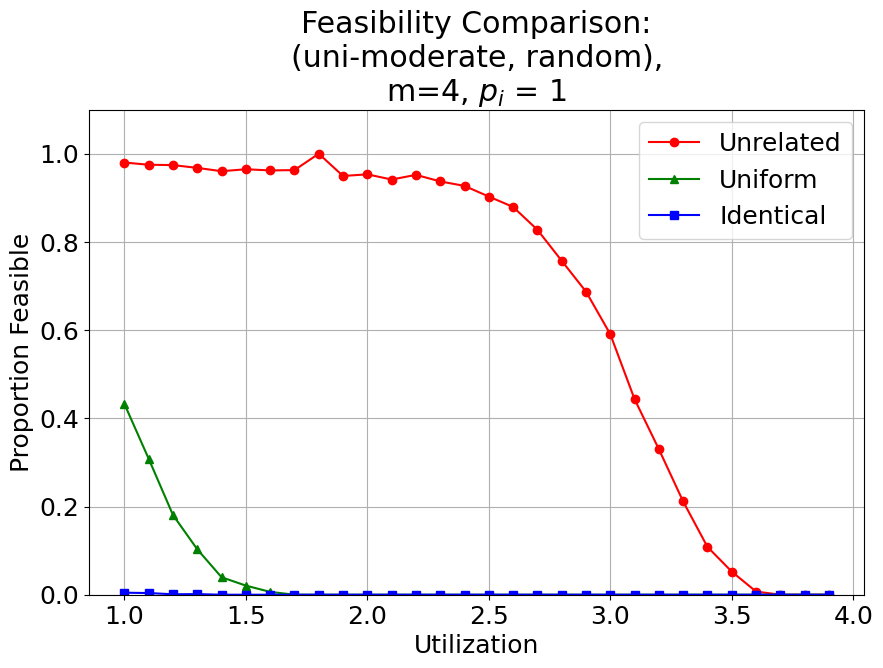 Feasibility Comparison:
(uni-moderate, random),
m=4, p_i = 1
Unrelated
Uniform
Identical
Proportion Feasible
1.0
0.8
0.6
0.4
0.2
0.0
1.0 1.5 2.0 2.5 3.0 3.5 4.0
Utilization